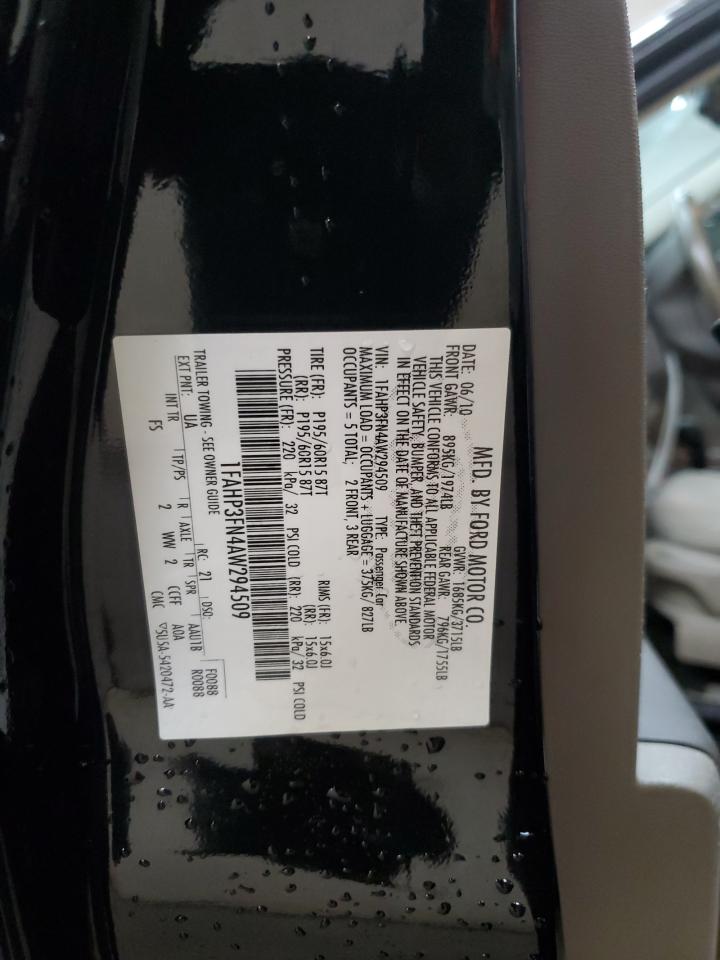 MFD. BY FORD MOTOR CO.
DATE: 06/10 GVWR: 1685KG/3715LB
FRONT GAWR: 895KG/1974LB REAR GAWR: 796KG/1755LB
THIS VEHICLE CONFORMS TO ALL APPLICABLE FEDERAL MOTOR
VEHICLE SAFETY, BUMPER, AND THEFT PREVENTION STANDARDS
IN EFFECT ON THE DATE OF MANUFACTURE SHOWN ABOVE.
VIN: 1FAHP3FN4AW294509 TYPE: Passenger Car
MAXIMUM LOAD = OCCUPANTS + LUGGAGE = 375KG/ 827LB
OCCUPANTS = 5 TOTAL; 2 FRONT, 3 REAR
TIRE (FR): P195/60R15 87T RIMS (FR): 15x6.0J
(RR): P195/60R15 87T (RR): 15x6.0J
PRESSURE (FR): 220 kPa/ 32 PSI COLD (RR): 220 kPa/ 32 PSI COLD
1FAHP3FN4AW294509
TRAILER TOWING - SEE OWNER GUIDE
RC: 21 DSO: F0088
EXT PNT: UA AAU1B R0088
INT TR TP/PS R AXLE TR SPR
FS 2 WW 2 CCFF AOA
CMC ▽5U5A-5420472-AA